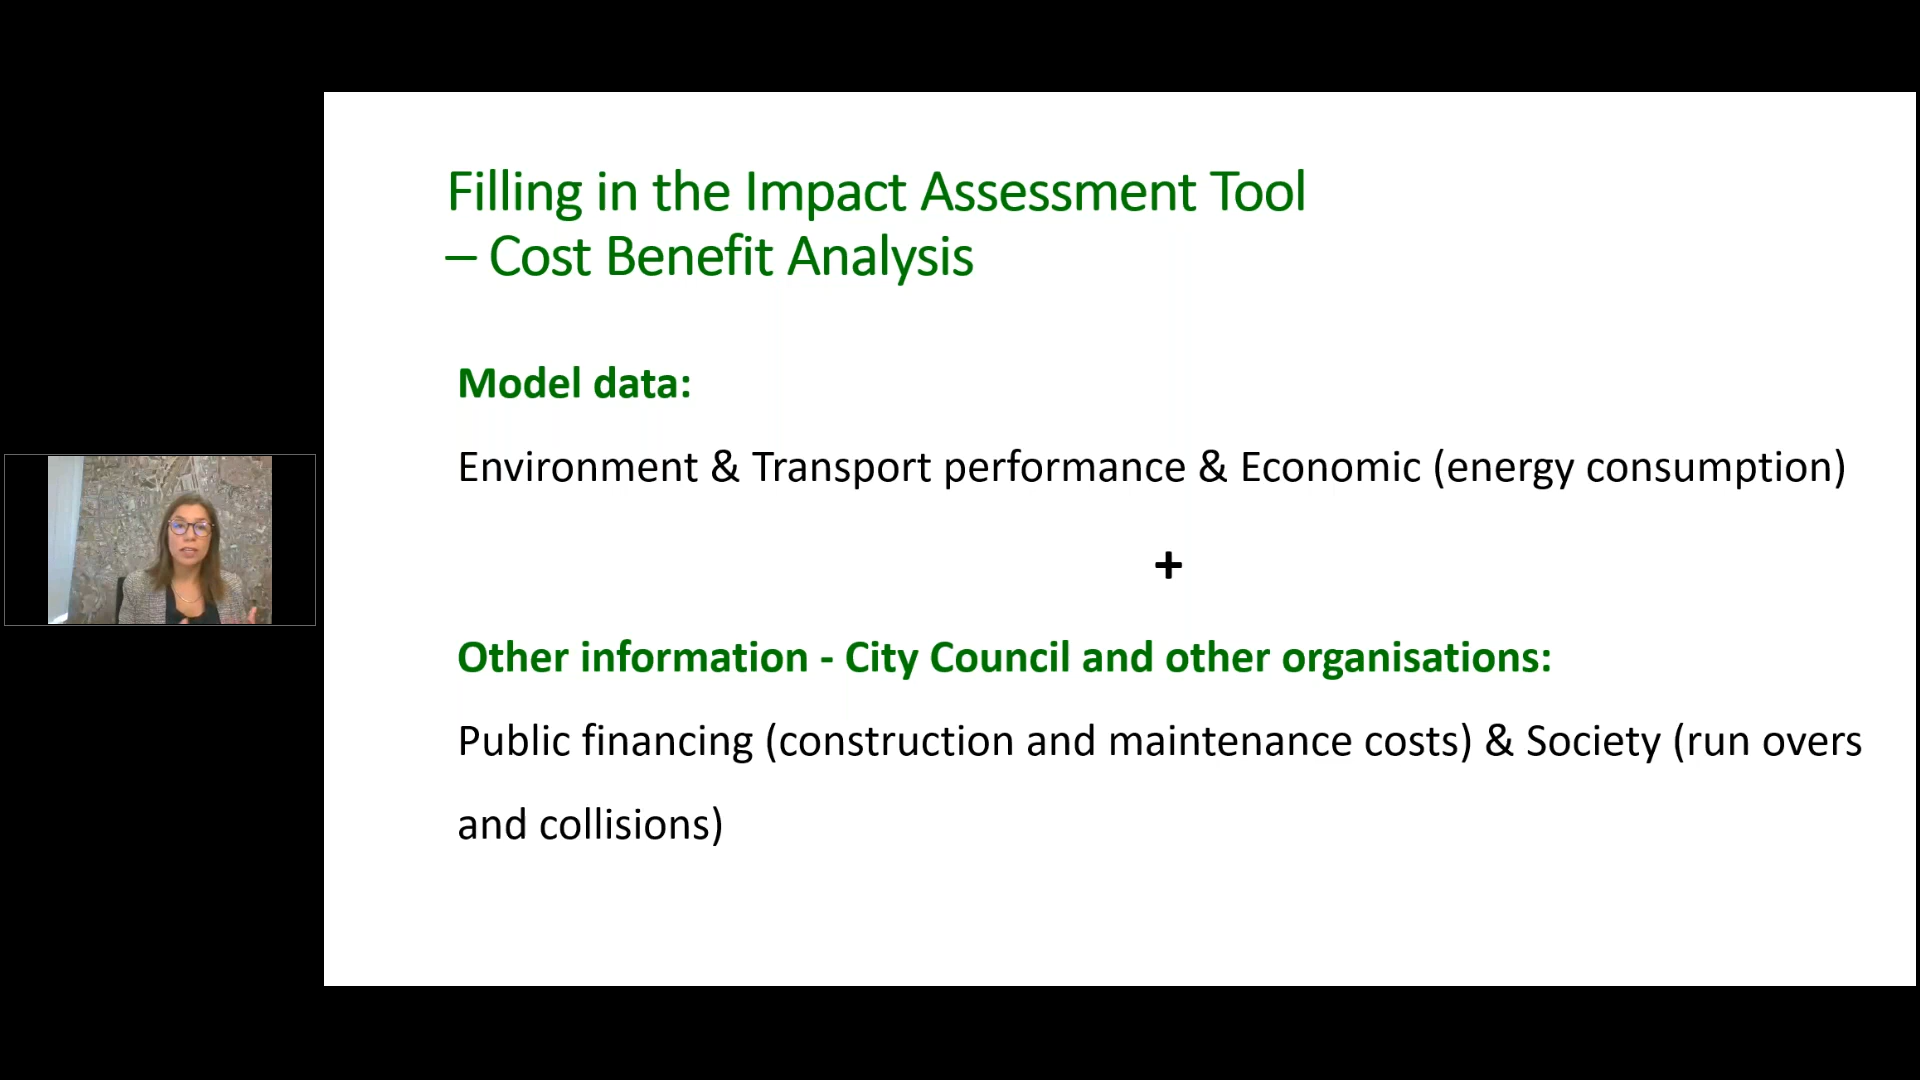 Filling in the Impact Assessment Tool
– Cost Benefit Analysis
Model data:
Environment & Transport performance & Economic (energy consumption)
+
Other information - City Council and other organisations:
Public financing (construction and maintenance costs) & Society (run overs
and collisions)